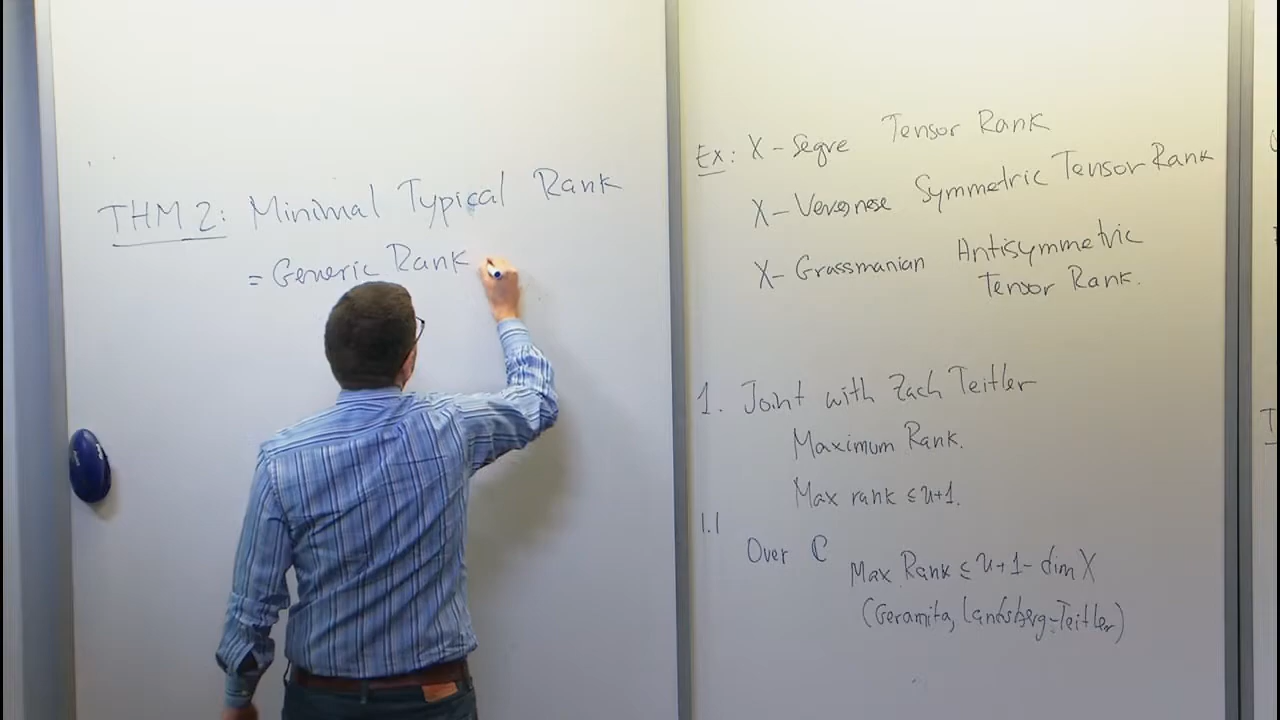 THM 2: Minimal Typical Rank
= Generic Rank
Ex: X - Segre Tensor Rank
X - Veronese Symmetric Tensor Rank
X - Grassmanian Antisymmetric
Tensor Rank.
1. Joint with Zach Teitler
Maximum Rank.
Max rank ≤ n+1.
1.1
Over ℂ Max Rank ≤ n+1 - dim X
(Geramita, Landsberg-Teitler)